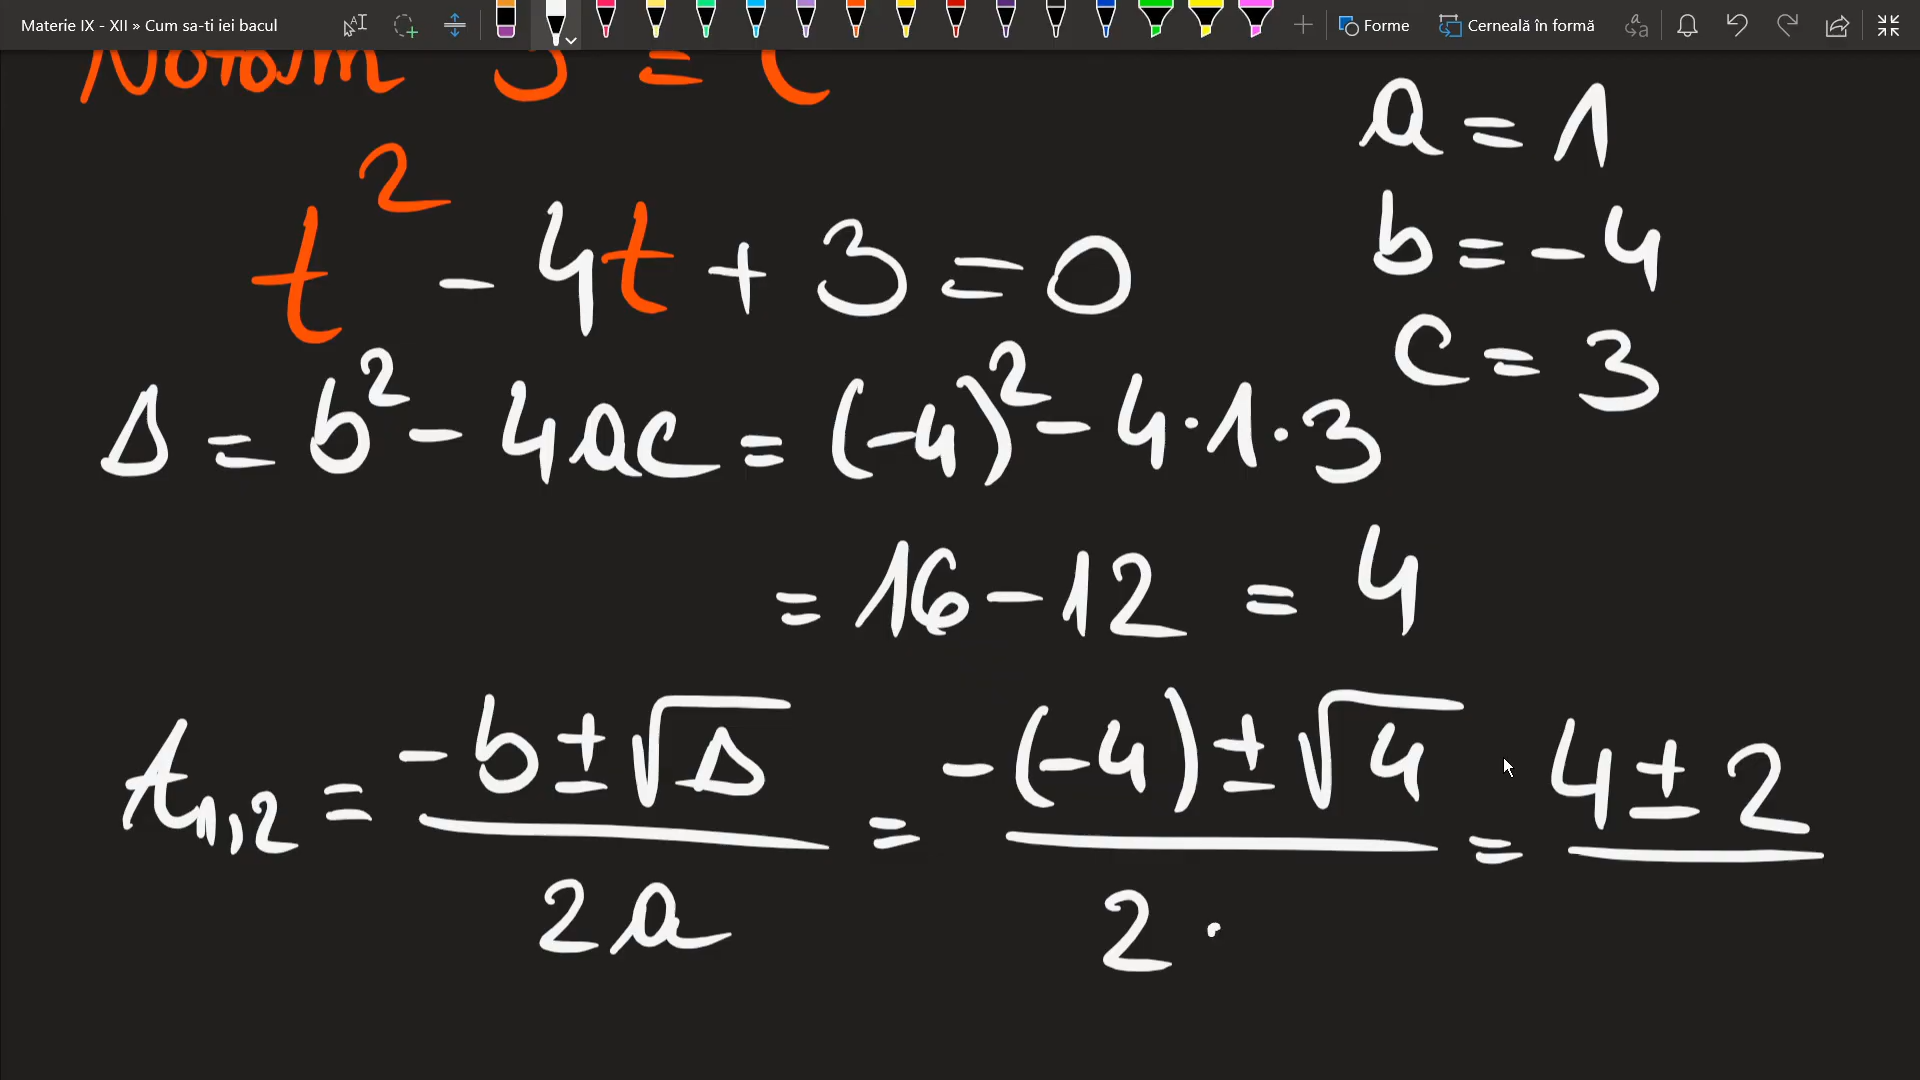 Materie IX - XII » Cum sa-ti iei bacul
Forme
Cerneală în formă
Notăm =
t² - 4t + 3 = 0
a = 1
b = -4
c = 3
Δ = b² - 4ac = (-4)² - 4·1·3
= 16 - 12 = 4
t₁,₂ = (-b ± √Δ) / 2a = (-(-4) ± √4) / 2· = 4 ± 2